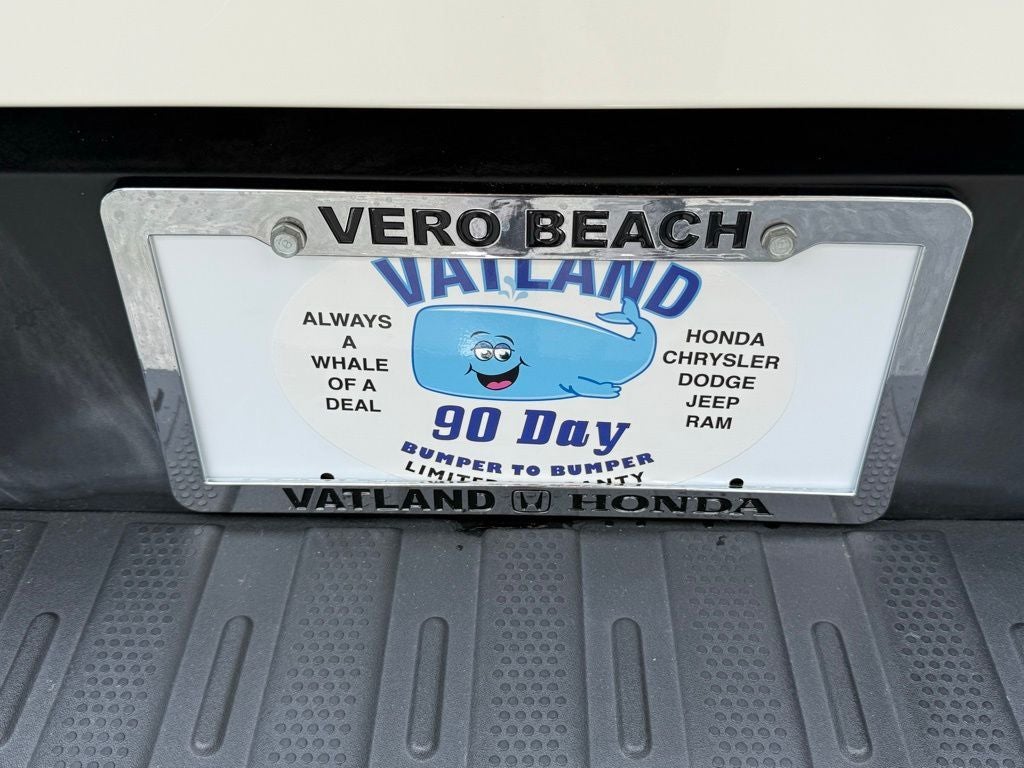 VERO BEACH
VATLAND
ALWAYS
A
WHALE
OF A
DEAL
HONDA
CHRYSLER
DODGE
JEEP
RAM
90 Day
BUMPER TO BUMPER
VATLAND HONDA